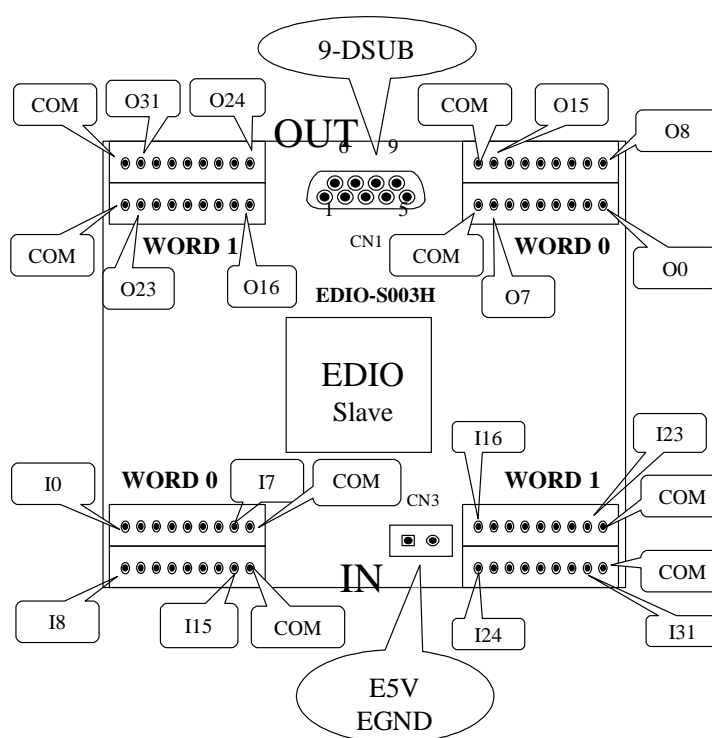 9-DSUB
COM
O31
O24
OUT
COM
O15
O8
6
9
1
5
COM
O23
WORD 1
O16
CN1
COM
O7
WORD 0
O0
EDIO-S003H
EDIO
Slave
I0
WORD 0
I7
COM
CN3
I16
WORD 1
I23
COM
I8
I15
COM
IN
I24
I31
COM
E5V
EGND